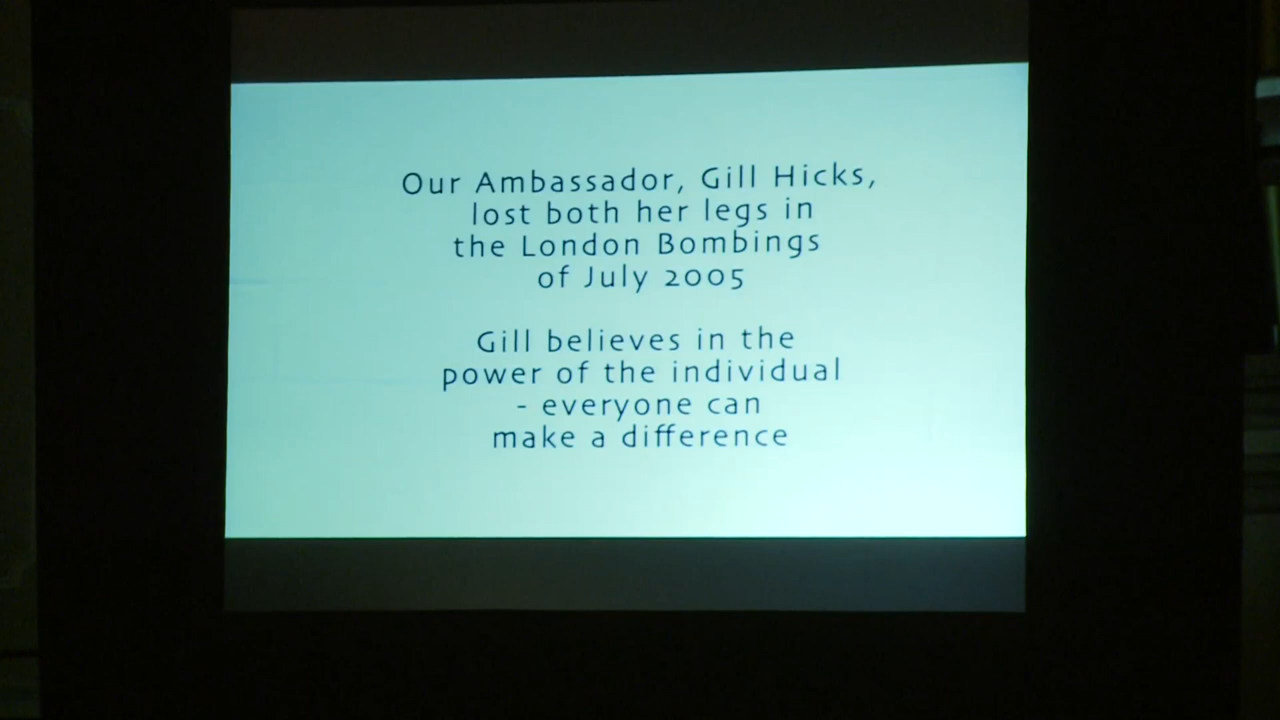 Our Ambassador, Gill Hicks,
lost both her legs in
the London Bombings
of July 2005
Gill believes in the
power of the individual
- everyone can
make a difference